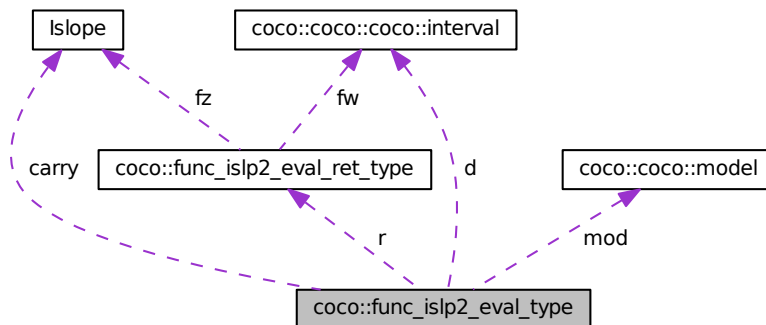 Islope
coco::coco::coco::interval
fz
fw
carry
coco::func_islp2_eval_ret_type
d
coco::coco::model
r
mod
coco::func_islp2_eval_type